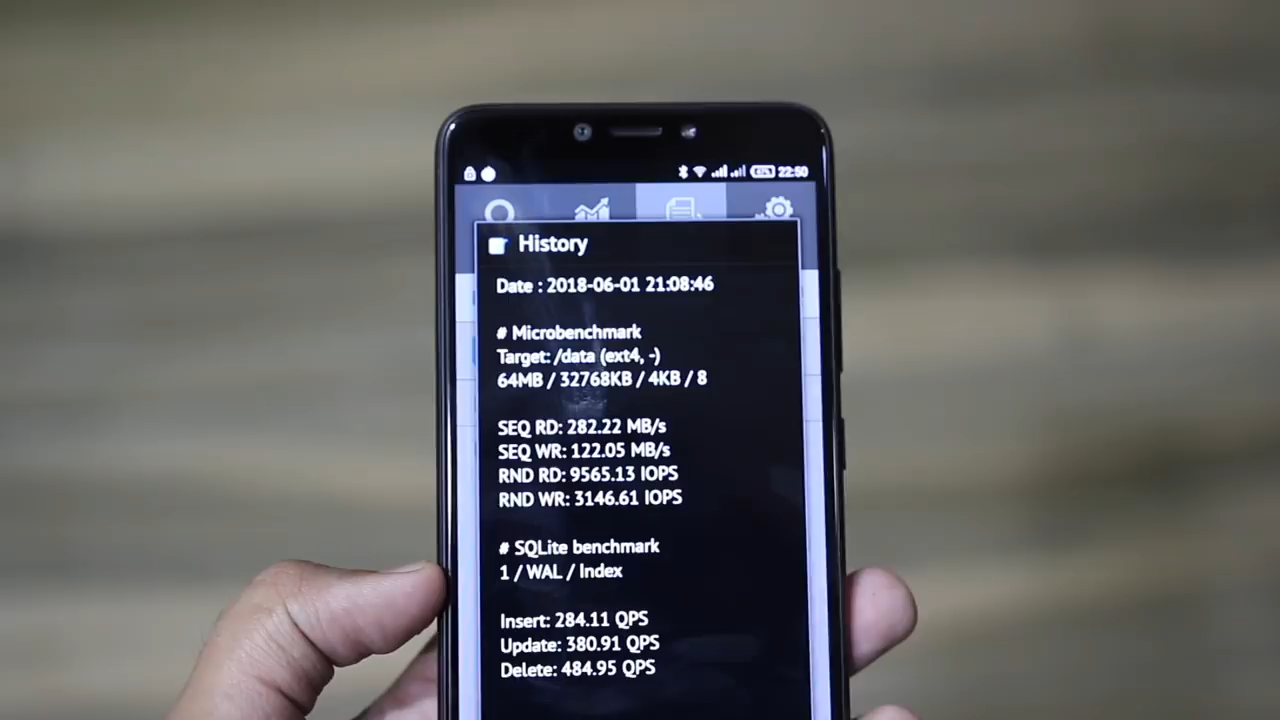 22:50
History
Date : 2018-06-01 21:08:46
# Microbenchmark
Target: /data (ext4, -)
64MB / 32768KB / 4KB / 8
SEQ RD: 282.22 MB/s
SEQ WR: 122.05 MB/s
RND RD: 9565.13 IOPS
RND WR: 3146.61 IOPS
# SQLite benchmark
1 / WAL / Index
Insert: 284.11 QPS
Update: 380.91 QPS
Delete: 484.95 QPS